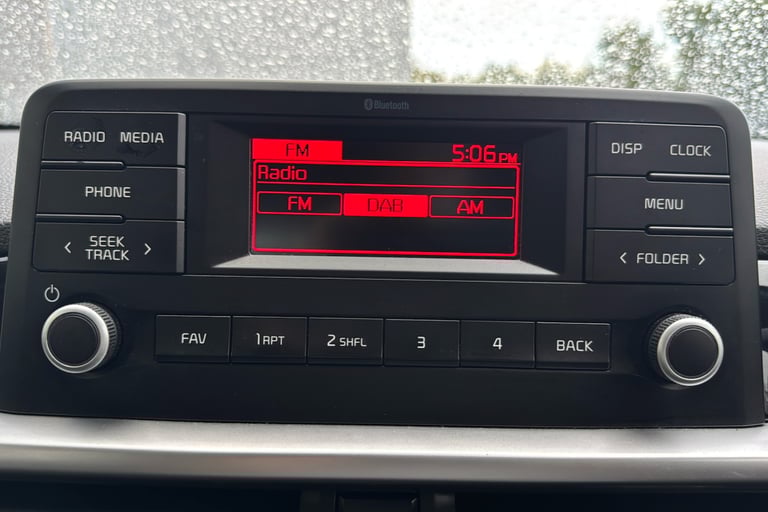 Bluetooth
RADIO MEDIA
FM 5:06 PM
DISP CLOCK
Radio
PHONE
FM DAB AM
MENU
< SEEK TRACK >
< FOLDER >
FAV 1 RPT 2 SHFL 3 4 BACK